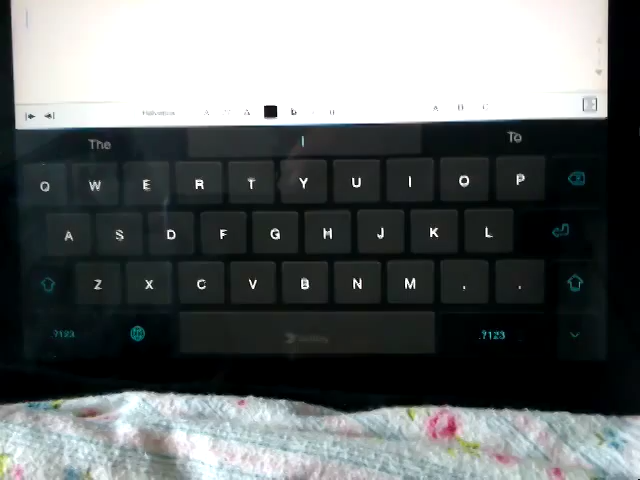 The I To
Q W E R T Y U I O P
A S D F G H J K L
Z X C V B N M , .
.?123 .?123